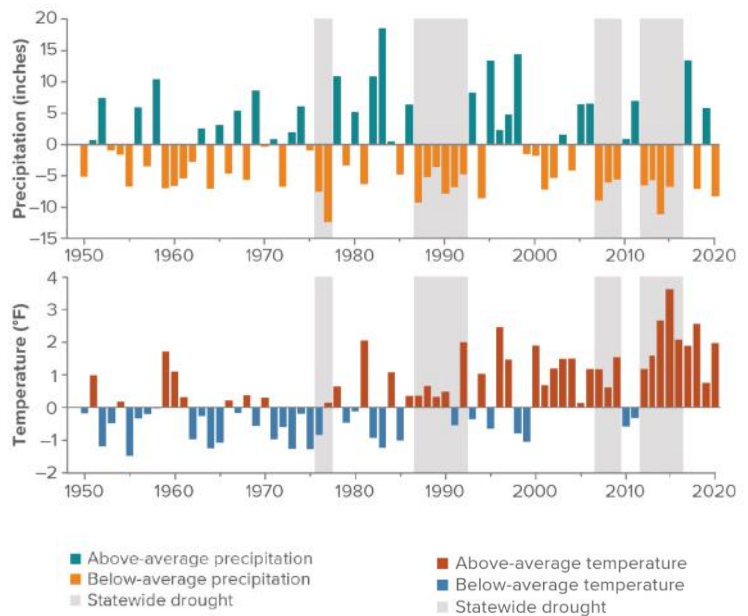 20
15
10
5
0
−5
−10
−15
Precipitation (inches)
1950 1960 1970 1980 1990 2000 2010 2020
4
3
2
1
0
−1
−2
Temperature (°F)
1950 1960 1970 1980 1990 2000 2010 2020
Above-average precipitation
Below-average precipitation
Statewide drought
Above-average temperature
Below-average temperature
Statewide drought